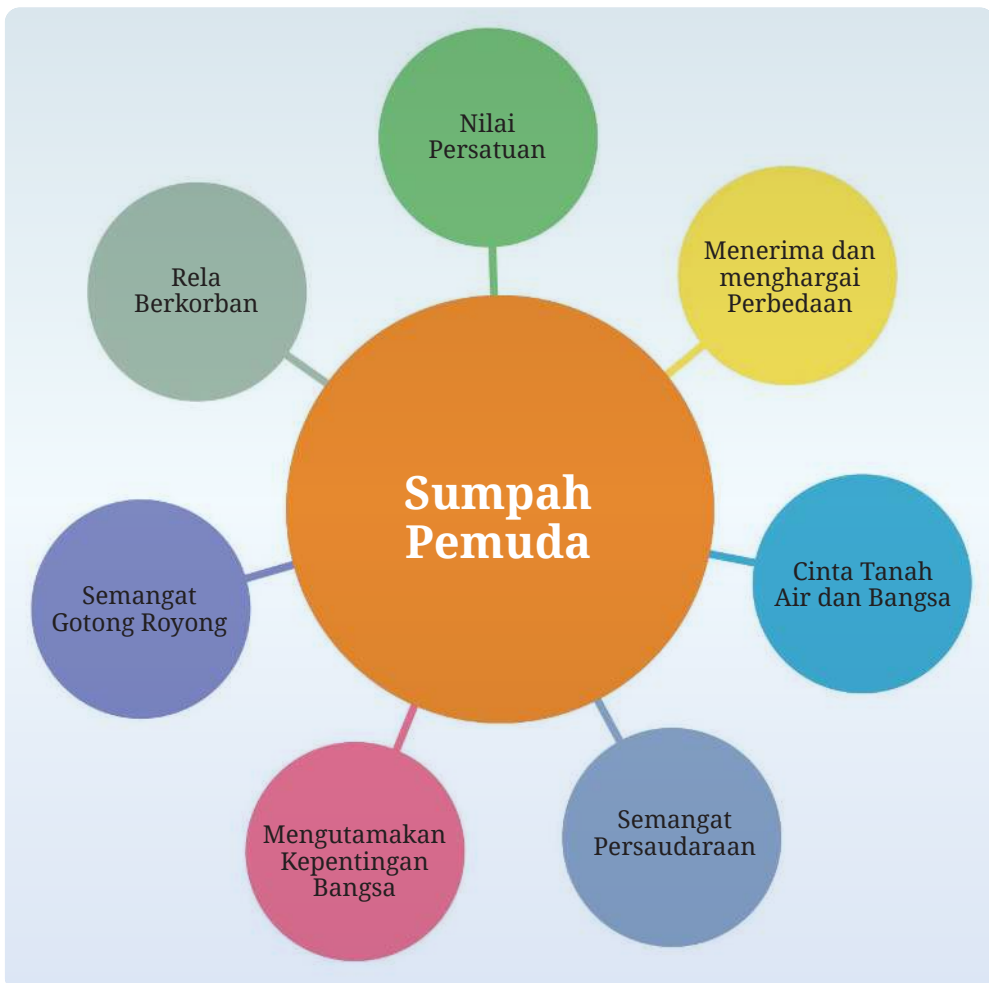 Nilai
Persatuan
Menerima dan
menghargai
Perbedaan
Rela
Berkorban
Sumpah
Pemuda
Cinta Tanah
Air dan Bangsa
Semangat
Gotong Royong
Semangat
Persaudaraan
Mengutamakan
Kepentingan
Bangsa